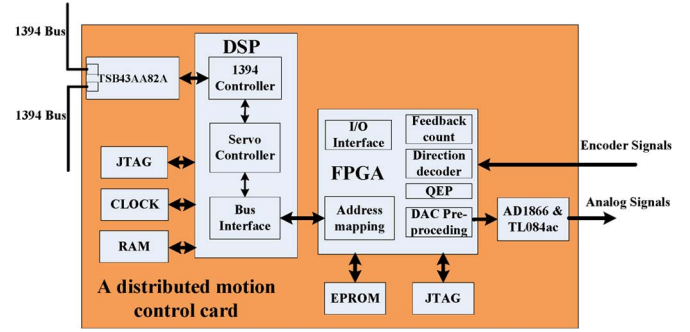 1394 Bus
1394 Bus
TSB43AA82A
DSP
1394
Controller
Servo
Controller
Bus
Interface
JTAG
CLOCK
RAM
A distributed motion
control card
I/O
Interface
FPGA
Address
mapping
Feedback
count
Direction
decoder
QEP
DAC Pre-
proceding
EPROM
JTAG
AD1866 &
TL084ac
Encoder Signals
Analog Signals